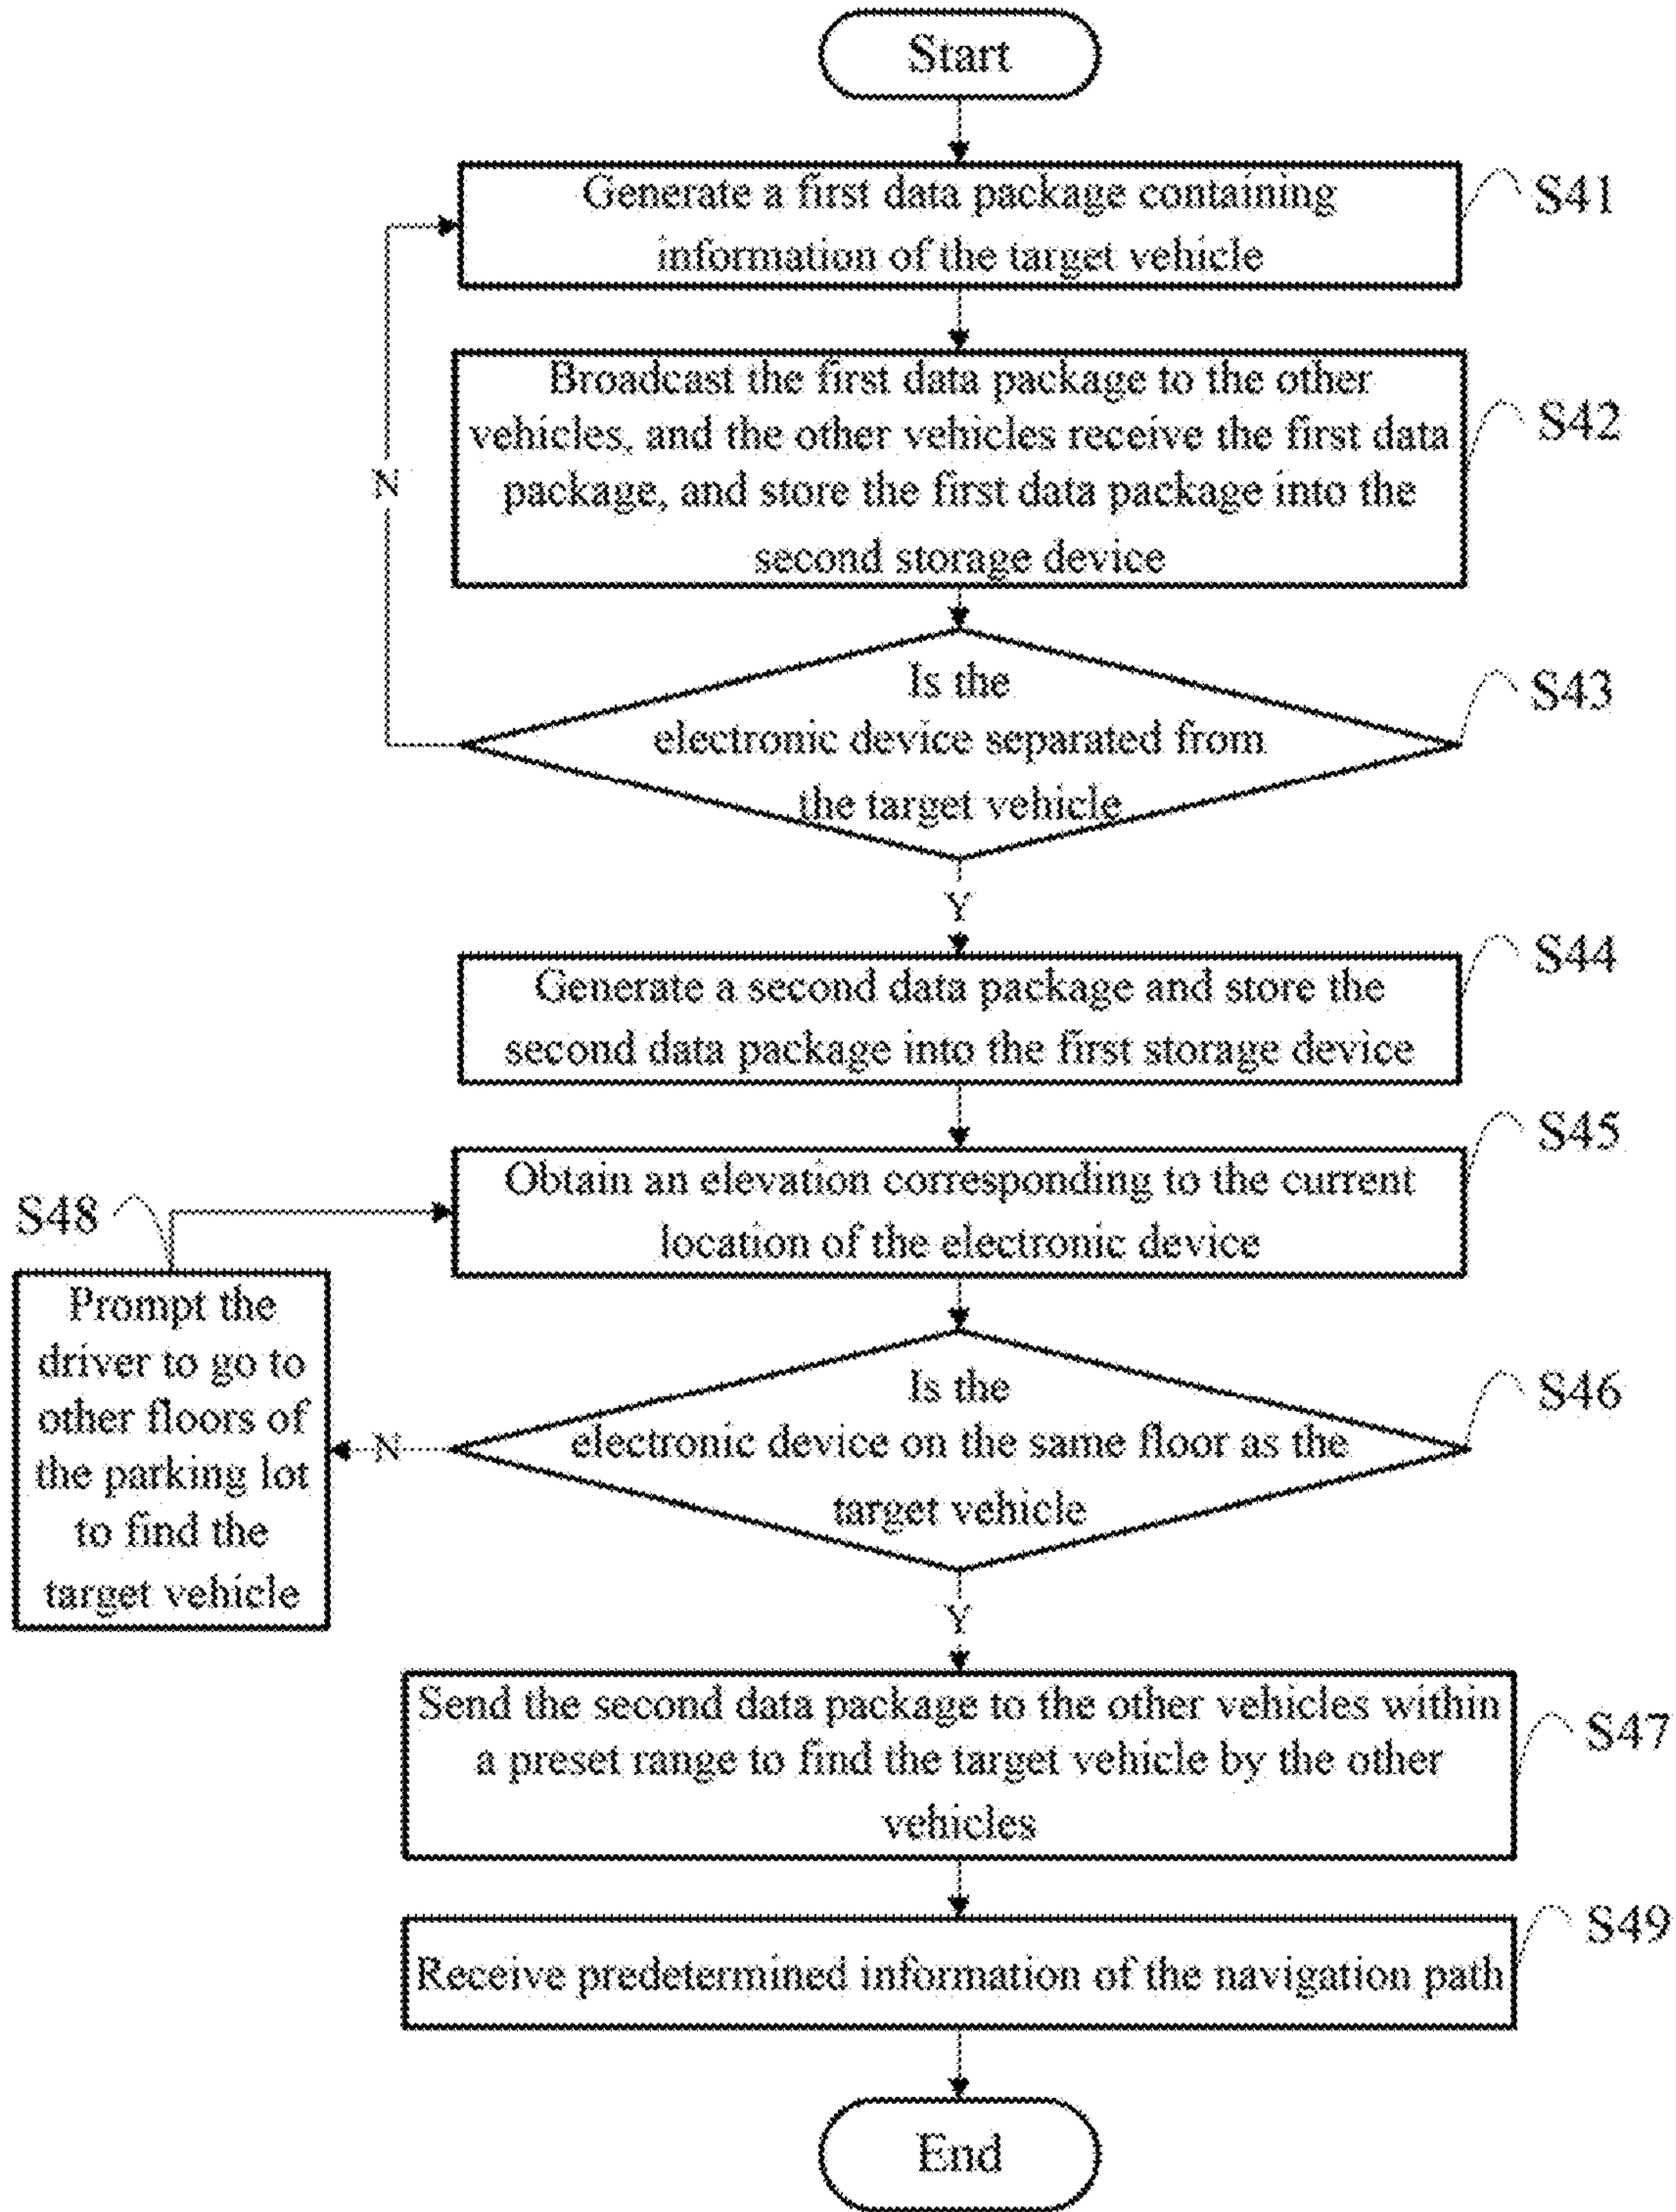 Start
Generate a first data package containing
information of the target vehicle
S41
Broadcast the first data package to the other
vehicles, and the other vehicles receive the first data
package, and store the first data package into the
second storage device
S42
N
Is the
electronic device separated from
the target vehicle
S43
Y
Generate a second data package and store the
second data package into the first storage device
S44
Obtain an elevation corresponding to the current
location of the electronic device
S45
S48
Prompt the
driver to go to
other floors of
the parking lot
to find the
target vehicle
N
Is the
electronic device on the same floor as the
target vehicle
S46
Y
Send the second data package to the other vehicles within
a preset range to find the target vehicle by the other
vehicles
S47
Receive predetermined information of the navigation path
S49
End